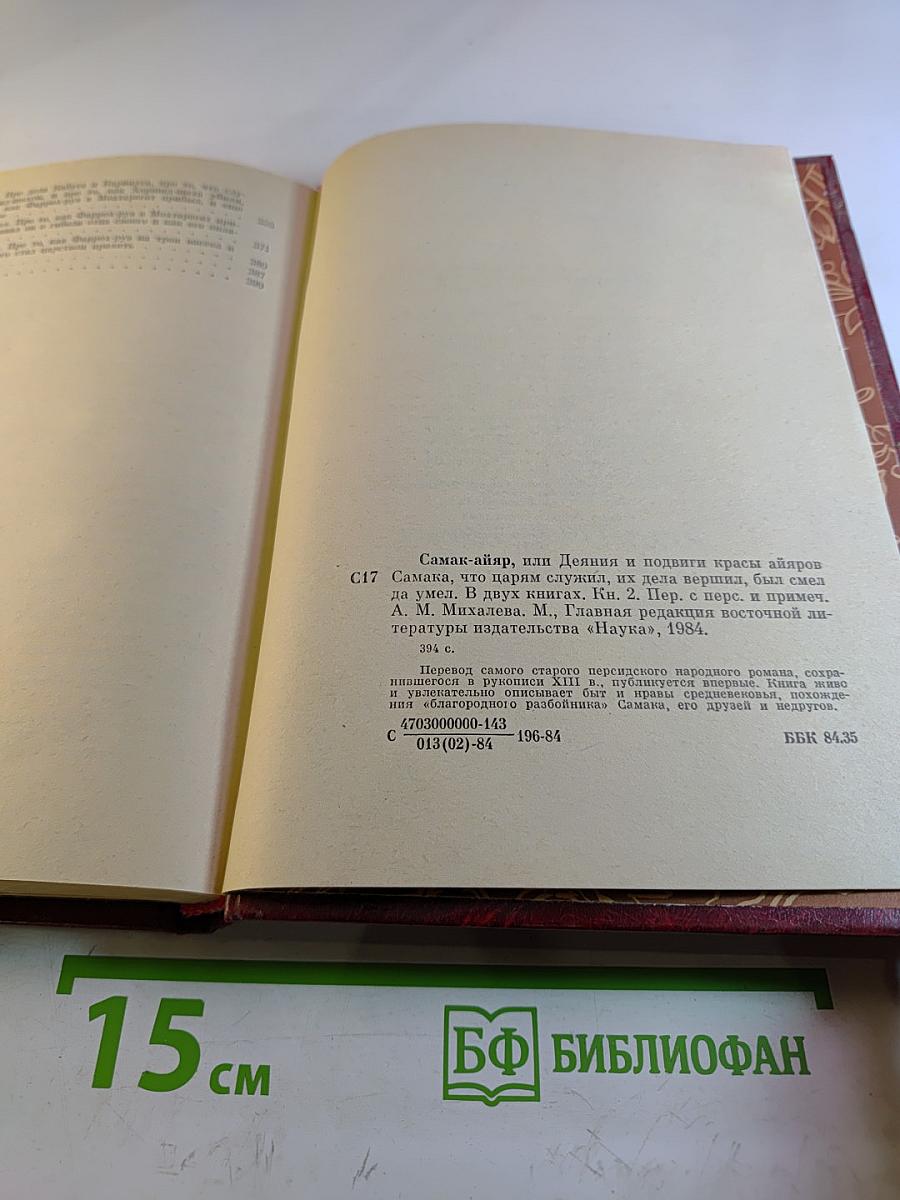 371
380
387
390
Самак-айяр, или Деяния и подвиги красы айяров
С17 Самака, что царям служил, их дела вершил, был смел
да умел. В двух книгах. Кн. 2. Пер. с перс. и примеч.
А. М. Михалева. М., Главная редакция восточной ли-
тературы издательства «Наука», 1984.
394 с.
Перевод самого старого персидского народного романа, сохра-
нившегося в рукописи XIII в., публикуется впервые. Книга живо
и увлекательно описывает быт и нравы средневековья, похожде-
ния «благородного разбойника» Самака, его друзей и недругов.
С 4703000000-143
013(02)-84 196-84 ББК 84.35
15 см БФ БИБЛИОФАН